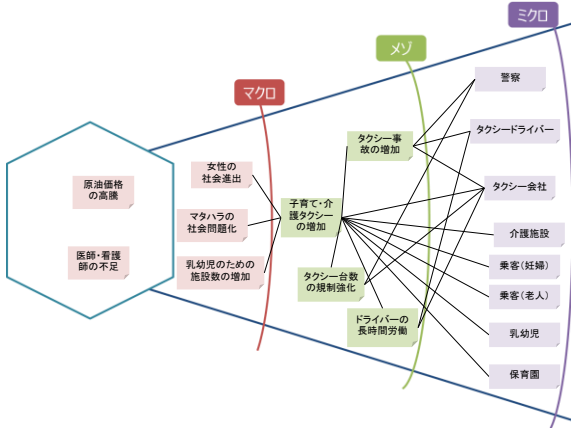 ミクロ
メゾ
マクロ
原油価格
の高騰
医師・看護
師の不足
女性の
社会進出
マタハラの
社会問題化
乳幼児のための
施設数の増加
子育て・介
護タクシー
の増加
タクシー事
故の増加
タクシー台数
の規制強化
ドライバーの
長時間労働
警察
タクシードライバー
タクシー会社
介護施設
乗客(妊婦)
乗客(老人)
乳幼児
保育園